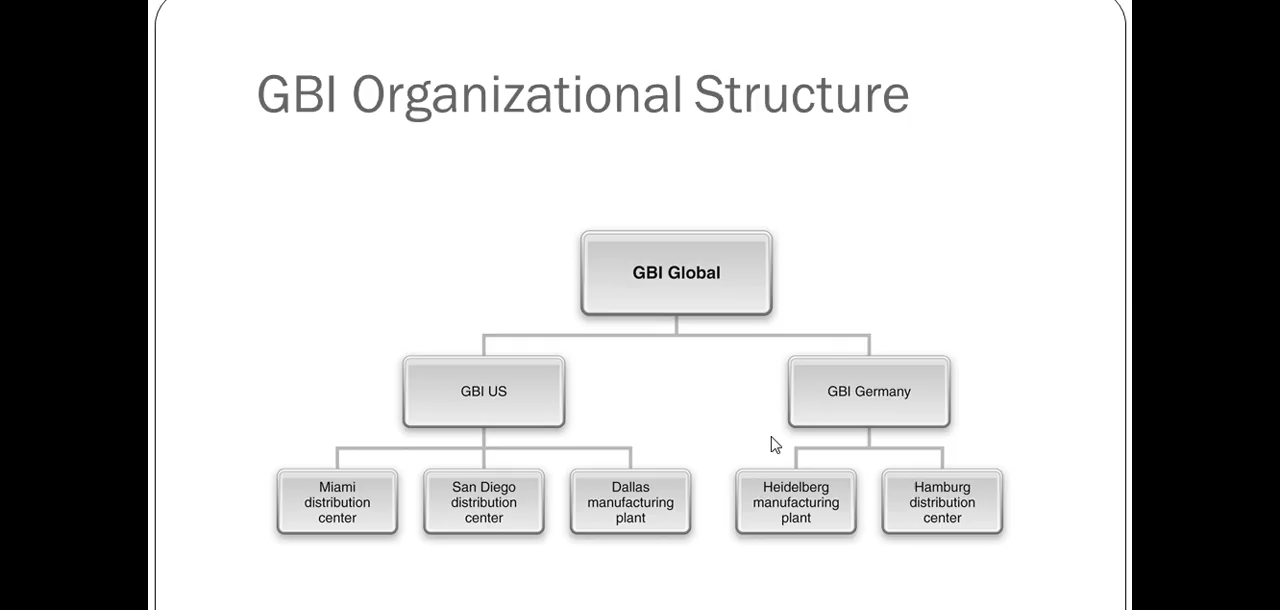 GBI Organizational Structure
GBI Global
GBI US
GBI Germany
Miami
distribution
center
San Diego
distribution
center
Dallas
manufacturing
plant
Heidelberg
manufacturing
plant
Hamburg
distribution
center